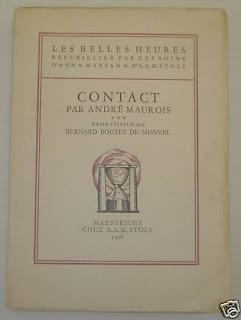 LES BELLES HEURES
RECUEILLIES PAR LES SOINS
D'ANNA MARSAN & D'A.A.M. STOLS
CONTACT
PAR ANDRÉ MAUROIS
FRONTISPICE DE
BERNARD BOUTET DE MONVEL
MAESTRICHT
CHEZ A.A.M. STOLS
1928